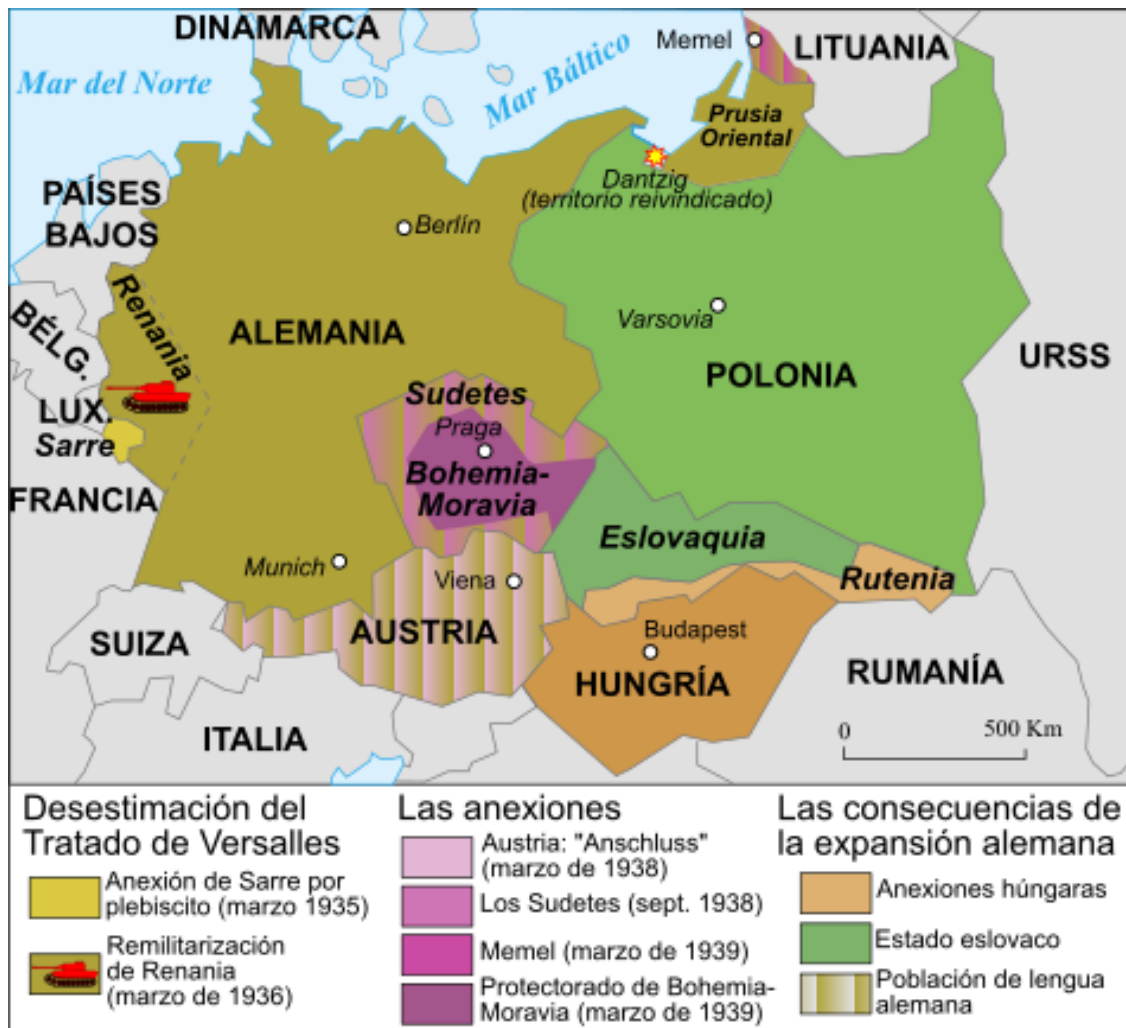 DINAMARCA
Memel
LITUANIA
Mar del Norte
Mar Báltico
Prusia
Oriental
PAÍSES
BAJOS
Dantzig
(territorio reivindicado)
Berlín
Renania
BÉLG.
ALEMANIA
Varsovia
POLONIA
URSS
LUX.
Sarre
Sudetes
Praga
Bohemia-
Moravia
FRANCIA
Eslovaquia
Munich
Viena
Rutenia
SUIZA
AUSTRIA
Budapest
HUNGRÍA
RUMANÍA
ITALIA
0 500 Km
Desestimación del
Tratado de Versalles
Anexión de Sarre por
plebiscito (marzo 1935)
Remilitarización
de Renania
(marzo de 1936)
Las anexiones
Austria: "Anschluss"
(marzo de 1938)
Los Sudetes (sept. 1938)
Memel (marzo de 1939)
Protectorado de Bohemia-
Moravia (marzo de 1939)
Las consecuencias de
la expansión alemana
Anexiones húngaras
Estado eslovaco
Población de lengua
alemana